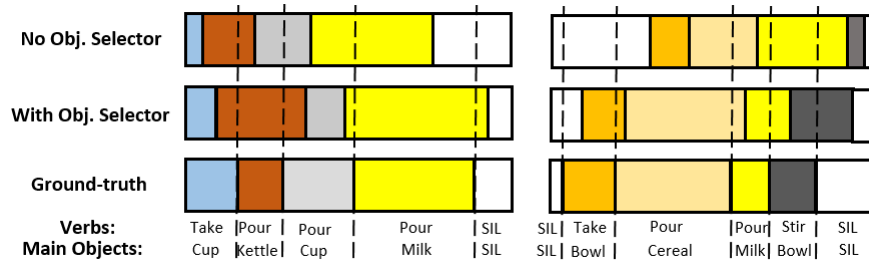 No Obj. Selector
With Obj. Selector
Ground-truth
Verbs: Take Pour Pour Pour SIL SIL Take Pour Pour Stir SIL
Main Objects: Cup Kettle Cup Milk SIL SIL Bowl Cereal Milk Bowl SIL